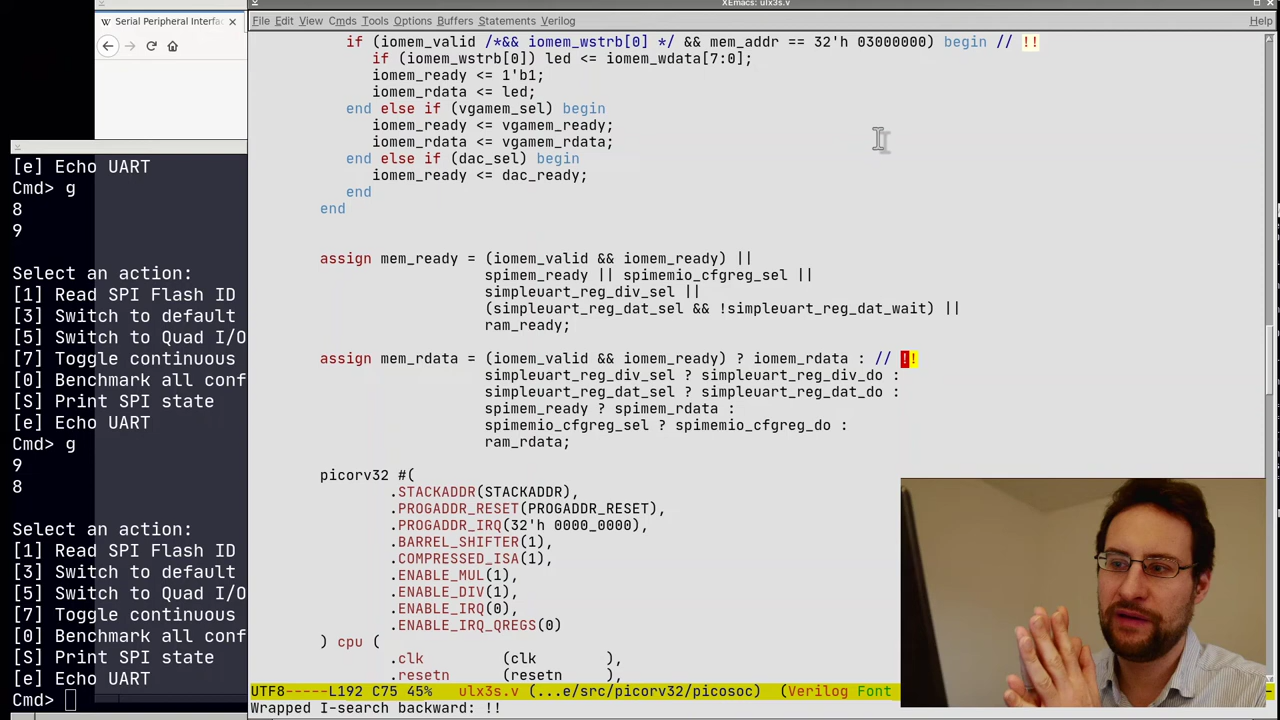 XEmacs: ulx3s.v
Serial Peripheral Interfa
File Edit View Cmds Tools Options Buffers Statements Verilog Help
if (iomem_valid /*&& iomem_wstrb[0] */ && mem_addr == 32'h 03000000) begin // !!
if (iomem_wstrb[0]) led <= iomem_wdata[7:0];
iomem_ready <= 1'b1;
iomem_rdata <= led;
end else if (vgamem_sel) begin
iomem_ready <= vgamem_ready;
iomem_rdata <= vgamem_rdata;
end else if (dac_sel) begin
iomem_ready <= dac_ready;
end
end
assign mem_ready = (iomem_valid && iomem_ready) ||
spimem_ready || spimemio_cfgreg_sel ||
simpleuart_reg_div_sel ||
(simpleuart_reg_dat_sel && !simpleuart_reg_dat_wait) ||
ram_ready;
assign mem_rdata = (iomem_valid && iomem_ready) ? iomem_rdata : // !!
simpleuart_reg_div_sel ? simpleuart_reg_div_do :
simpleuart_reg_dat_sel ? simpleuart_reg_dat_do :
spimem_ready ? spimem_rdata :
spimemio_cfgreg_sel ? spimemio_cfgreg_do :
ram_rdata;
picorv32 #(
.STACKADDR(STACKADDR),
.PROGADDR_RESET(PROGADDR_RESET),
.PROGADDR_IRQ(32'h 0000_0000),
.BARREL_SHIFTER(1),
.COMPRESSED_ISA(1),
.ENABLE_MUL(1),
.ENABLE_DIV(1),
.ENABLE_IRQ(0),
.ENABLE_IRQ_QREGS(0)
) cpu (
.clk (clk ),
.resetn (resetn ),
UTF8-----L192 C75 45% ulx3s.v (...e/src/picorv32/picosoc) (Verilog Font
Wrapped I-search backward: !!
[e] Echo UART
Cmd> g
8
9
Select an action:
[1] Read SPI Flash ID
[3] Switch to default
[5] Switch to Quad I/O
[7] Toggle continuous
[0] Benchmark all conf
[S] Print SPI state
[e] Echo UART
Cmd> g
9
8
Select an action:
[1] Read SPI Flash ID
[3] Switch to default
[5] Switch to Quad I/O
[7] Toggle continuous
[0] Benchmark all conf
[S] Print SPI state
[e] Echo UART
Cmd>